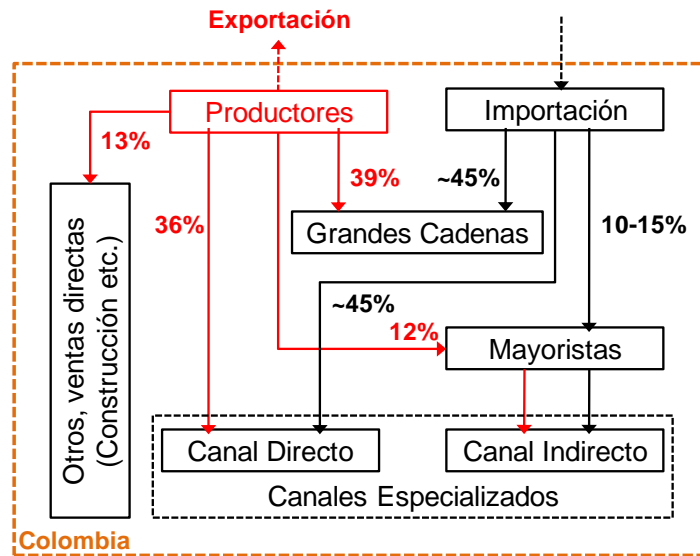 Exportación
Productores
Importación
13%
39%
~45%
36%
Grandes Cadenas
10-15%
Otros, ventas directas
(Construcción etc.)
~45%
12%
Mayoristas
Canal Directo
Canal Indirecto
Canales Especializados
Colombia